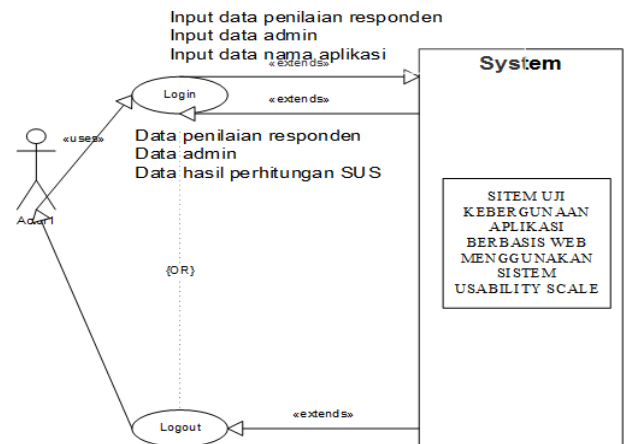 Input data penilaian responden
Input data admin
Input data nama aplikasi
«extends»
System
Login
«extends»
«uses»
Data penilaian responden
Data admin
Data hasil perhitungan SUS
SITEM UJI
KEBERGUNAAN
APLIKASI
BERBASIS WEB
MENGGUNAKAN
SISTEM
USABILITY SCALE
{OR}
«extends»
Logout